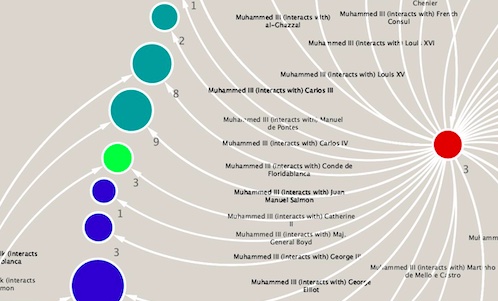 Chenier
1
Muhammed III (interacts with)
al-Ghazzal
Muhammed III (interacts with) French
Consul
2
Muhammed III (interacts with) Louis XVI
Muhammed III (interacts with) Louis XV
8
Muhammed III (interacts with) Carlos III
Muhammed III (interacts with) Manuel
de Pontes
9
Muhammed III (interacts with) Carlos IV
3
Muhammed III (interacts with) Conde de
Floridablanca
3
Muhammed III (interacts with) Juan
Manuel Salmon
1
Muhammed III (interacts with) Catherine
II
Muhammed III (interacts with) Maj.
General Boyd
Muhamm
3
Muhammed III (interacts with) George III
(interacts
Muhammed III (interacts with) Martinho
de Mello e Castro
(interacts
Muhammed III (interacts with) George
Elliot